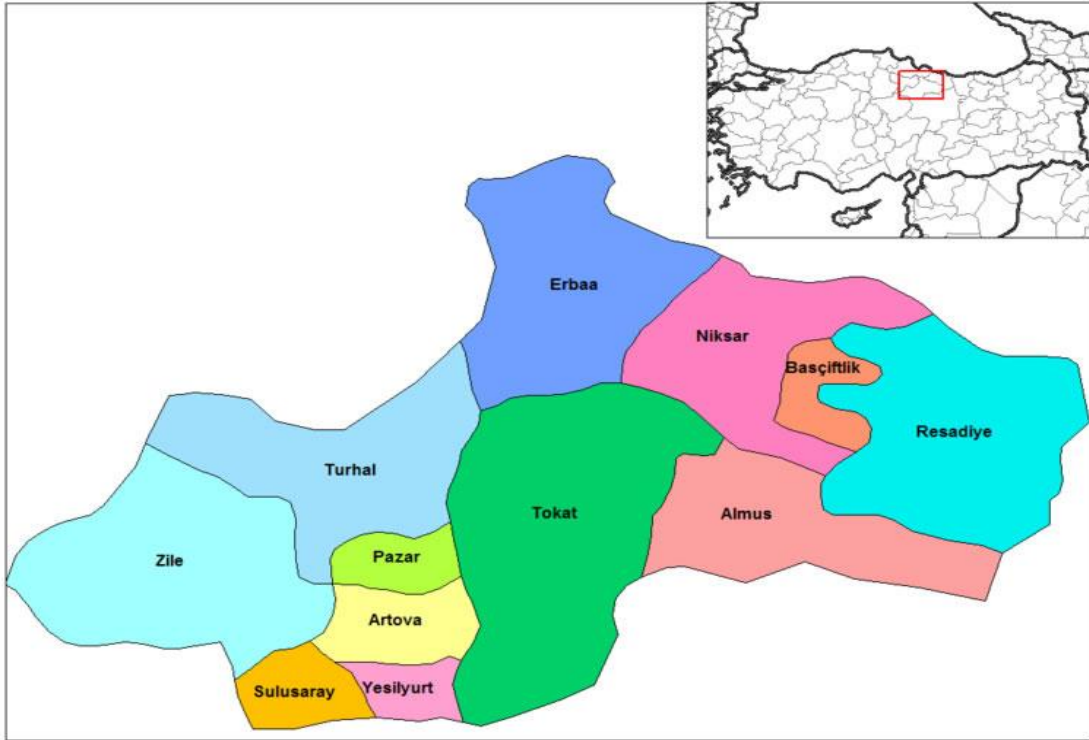 Erbaa
Niksar
Basçiftlik
Resadiye
Turhal
Tokat
Almus
Zile
Pazar
Artova
Sulusaray
Yesilyurt